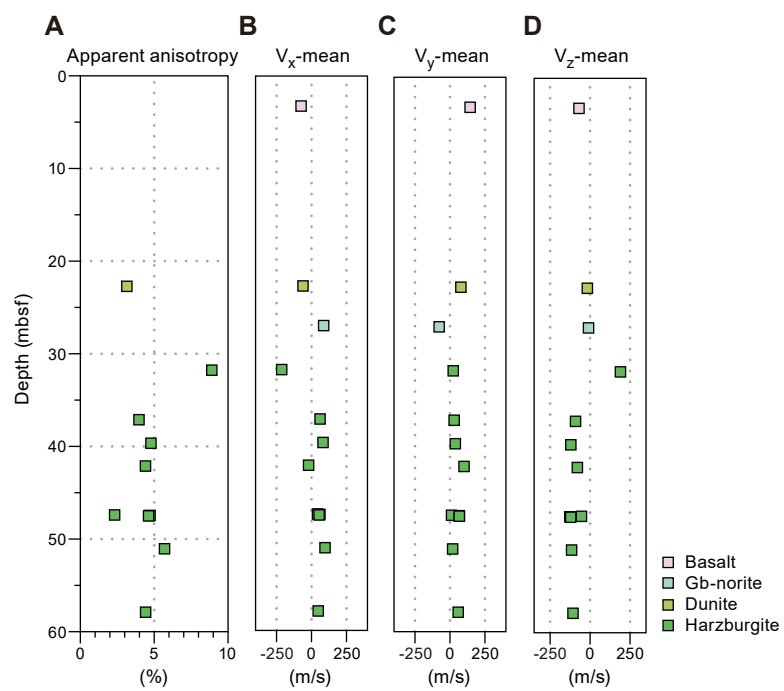 A B C D
Apparent anisotropy Vx-mean Vy-mean Vz-mean
0
10
20
30
40
50
60
Depth (mbsf)
0 5 10 -250 0 250 -250 0 250 -250 0 250
(%) (m/s) (m/s) (m/s)
Basalt
Gb-norite
Dunite
Harzburgite